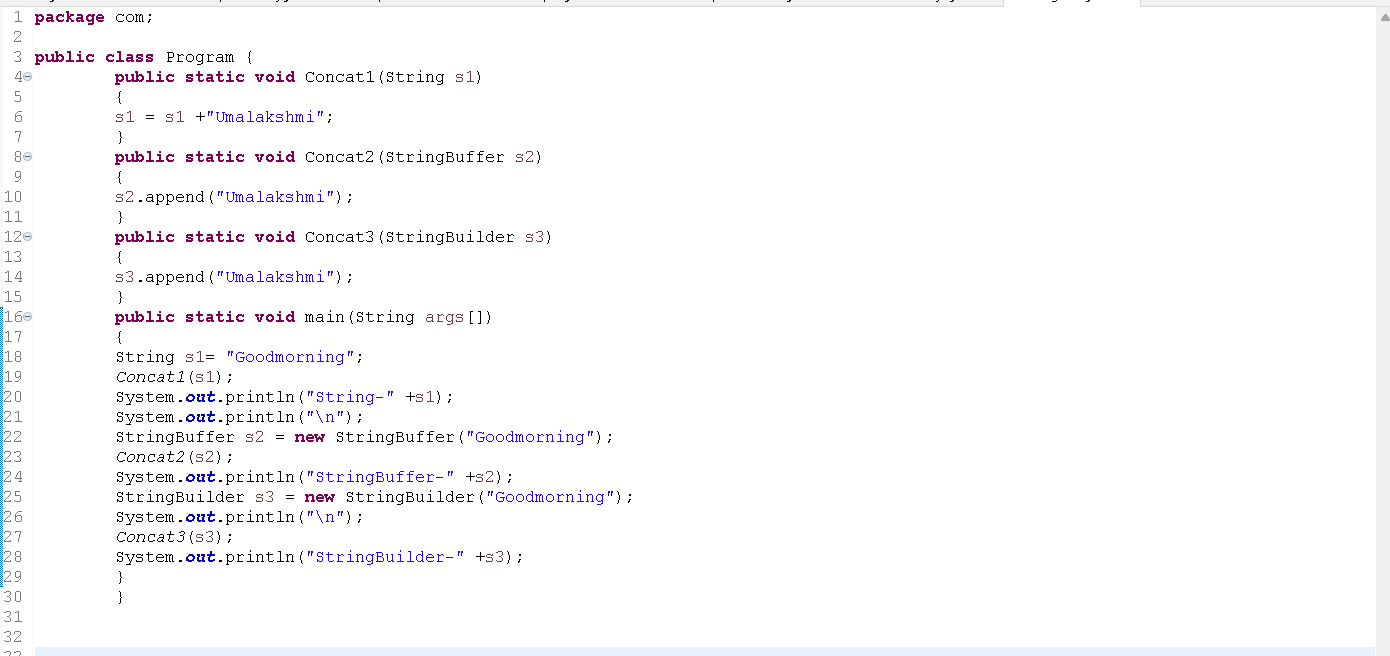 1 package com;
2
3 public class Program {
4 public static void Concat1(String s1)
5 {
6 s1 = s1 +"Umalakshmi";
7 }
8 public static void Concat2(StringBuffer s2)
9 {
10 s2.append("Umalakshmi");
11 }
12 public static void Concat3(StringBuilder s3)
13 {
14 s3.append("Umalakshmi");
15 }
16 public static void main(String args[])
17 {
18 String s1= "Goodmorning";
19 Concat1(s1);
20 System.out.println("String-" +s1);
21 System.out.println("\n");
22 StringBuffer s2 = new StringBuffer("Goodmorning");
23 Concat2(s2);
24 System.out.println("StringBuffer-" +s2);
25 StringBuilder s3 = new StringBuilder("Goodmorning");
26 System.out.println("\n");
27 Concat3(s3);
28 System.out.println("StringBuilder-" +s3);
29 }
30 }
31
32